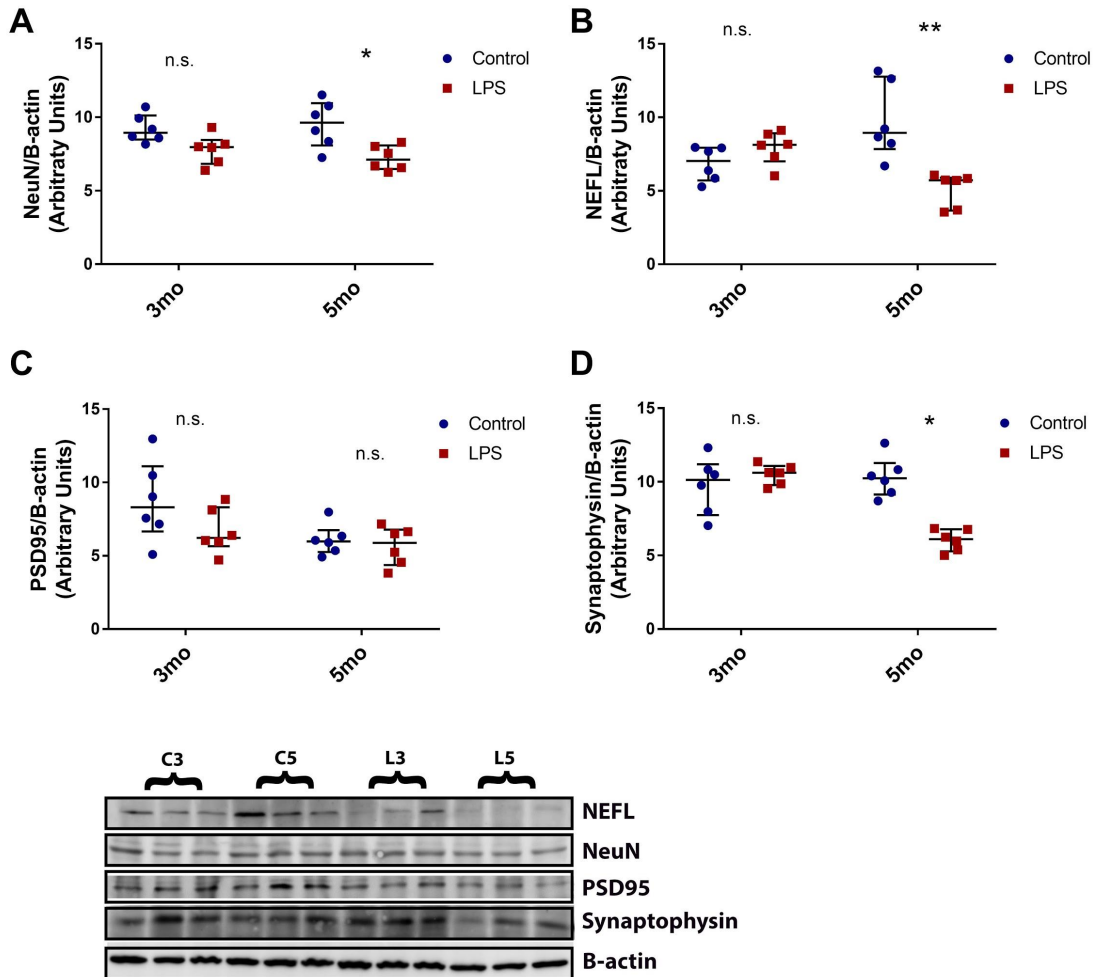 A
NeuN/B-actin
(Arbitraty Units)
15
10
5
0
n.s.
*
Control
LPS
3mo
5mo
B
NEFL/B-actin
(Arbitraty Units)
15
10
5
0
n.s.
**
Control
LPS
3mo
5mo
C
PSD95/B-actin
(Arbitrary Units)
15
10
5
0
n.s.
n.s.
Control
LPS
3mo
5mo
D
Synaptophysin/B-actin
(Arbitrary Units)
15
10
5
0
n.s.
*
Control
LPS
3mo
5mo
C3 C5 L3 L5
NEFL
NeuN
PSD95
Synaptophysin
B-actin